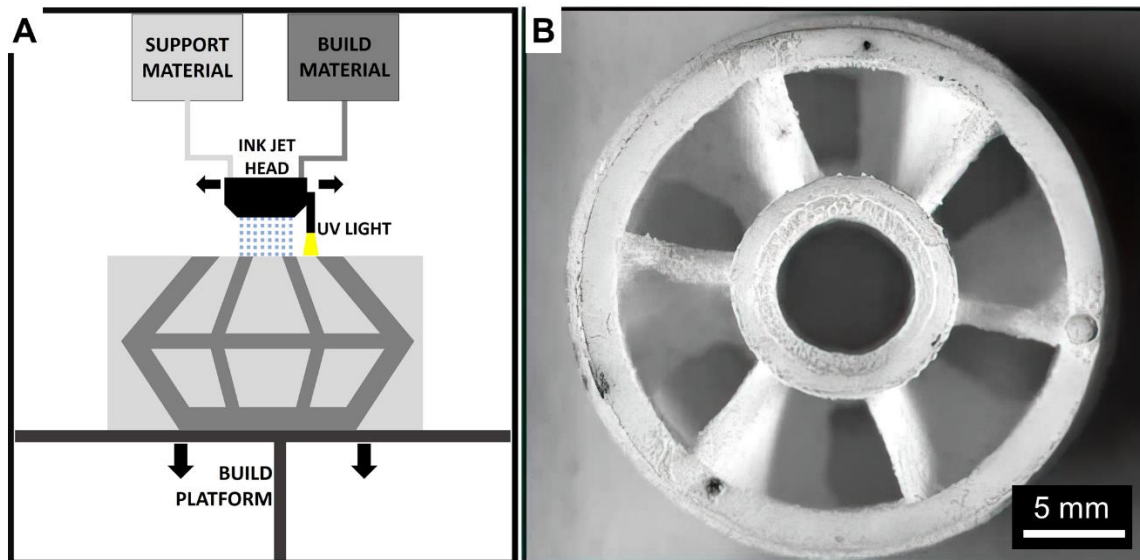 A
SUPPORT
MATERIAL
BUILD
MATERIAL
INK JET
HEAD
UV LIGHT
BUILD
PLATFORM
B
5 mm